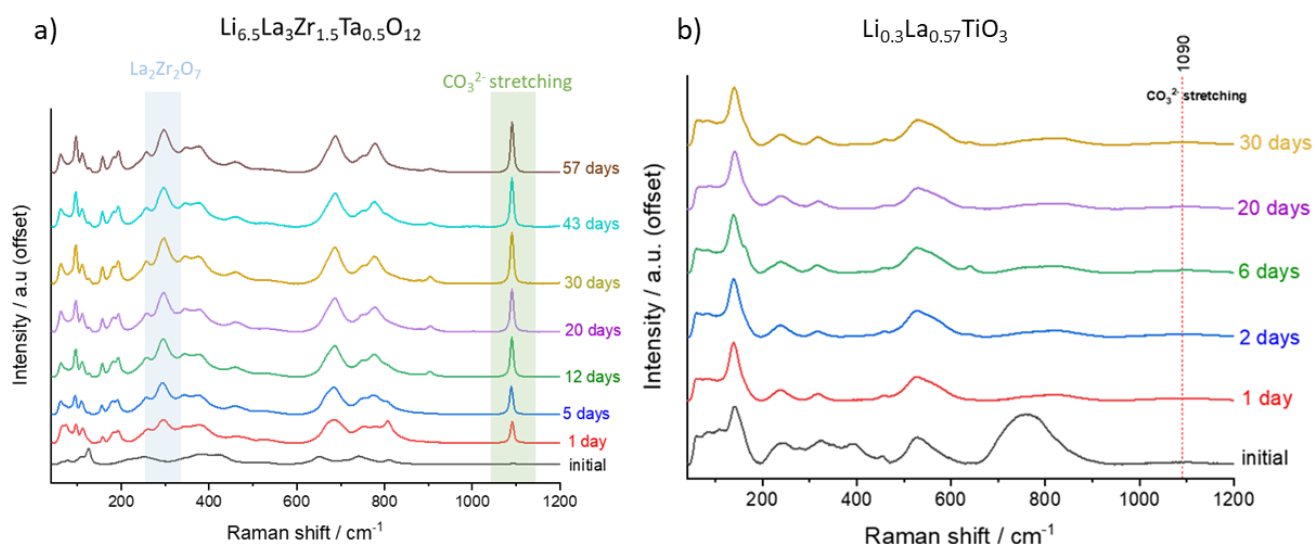 a)
Li₆.₅La₃Zr₁.₅Ta₀.₅O₁₂
La₂Zr₂O₇
CO₃²⁻ stretching
Intensity / a.u (offset)
57 days
43 days
30 days
20 days
12 days
5 days
1 day
initial
200 400 600 800 1000 1200
Raman shift / cm⁻¹
b)
Li₀.₃La₀.₅₇TiO₃
1090
CO₃²⁻ stretching
Intensity / a.u. (offset)
30 days
20 days
6 days
2 days
1 day
initial
200 400 600 800 1000 1200
Raman shift / cm⁻¹